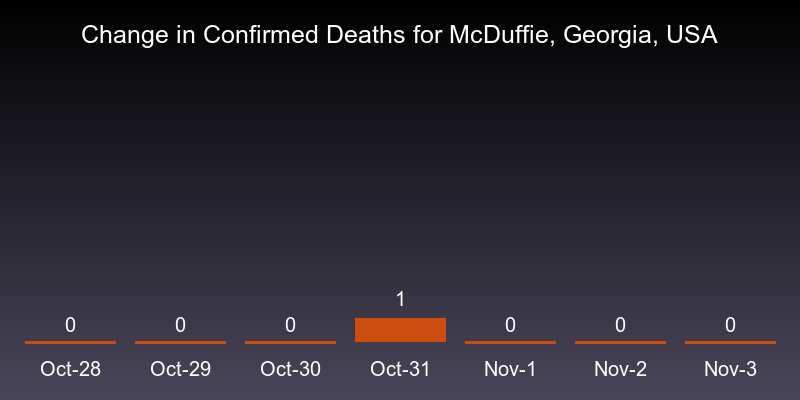 Change in Confirmed Deaths for McDuffie, Georgia, USA
1
0 0 0 0 0 0
Oct-28 Oct-29 Oct-30 Oct-31 Nov-1 Nov-2 Nov-3